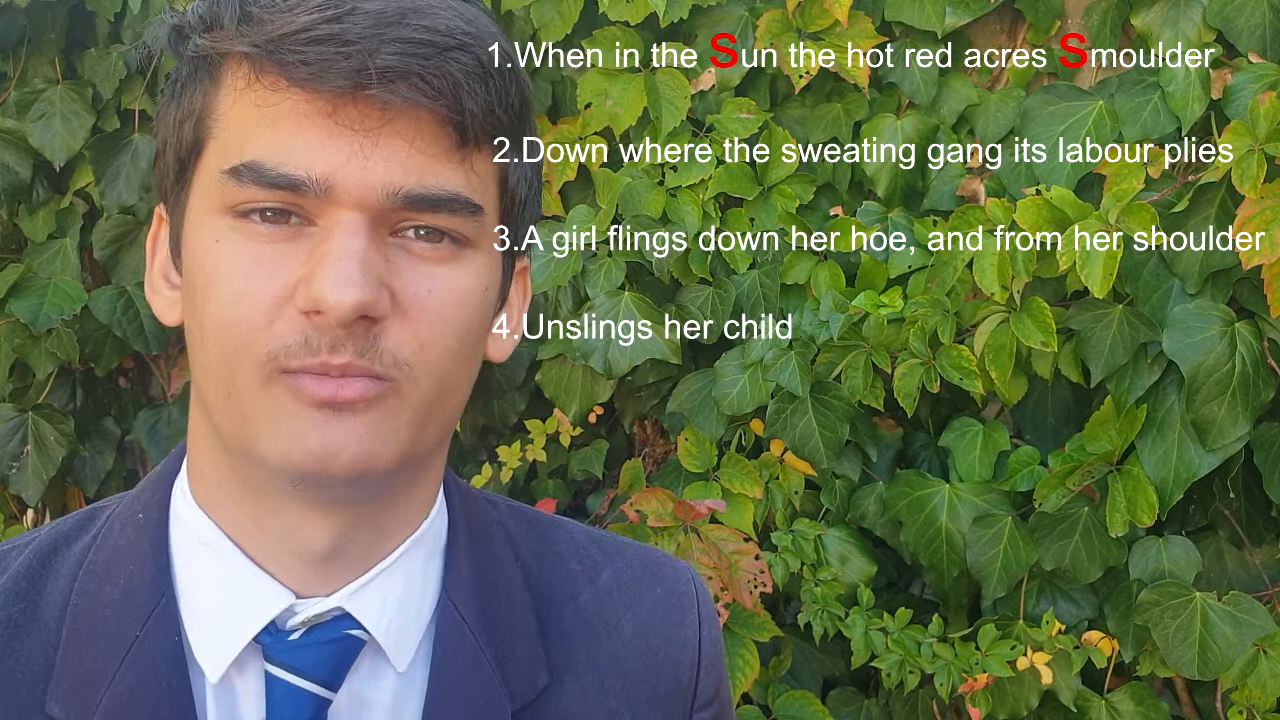 1.When in the Sun the hot red acres Smoulder
2.Down where the sweating gang its labour plies
3.A girl flings down her hoe, and from her shoulder
4.Unslings her child